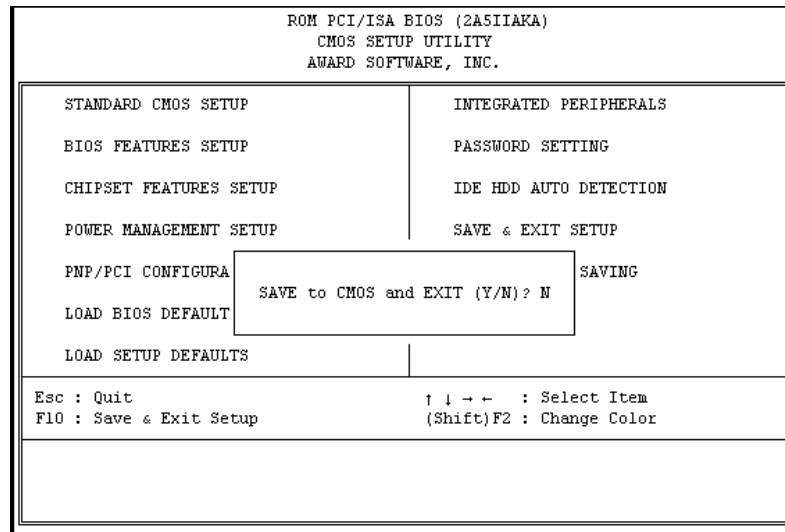 ROM PCI/ISA BIOS (2A5IIAKA)
CMOS SETUP UTILITY
AWARD SOFTWARE, INC.
STANDARD CMOS SETUP
BIOS FEATURES SETUP
CHIPSET FEATURES SETUP
POWER MANAGEMENT SETUP
PNP/PCI CONFIGURA
LOAD BIOS DEFAULT
LOAD SETUP DEFAULTS
INTEGRATED PERIPHERALS
PASSWORD SETTING
IDE HDD AUTO DETECTION
SAVE & EXIT SETUP
SAVING
SAVE to CMOS and EXIT (Y/N)? N
Esc : Quit
F10 : Save & Exit Setup
↑ ↓ → ← : Select Item
(Shift)F2 : Change Color